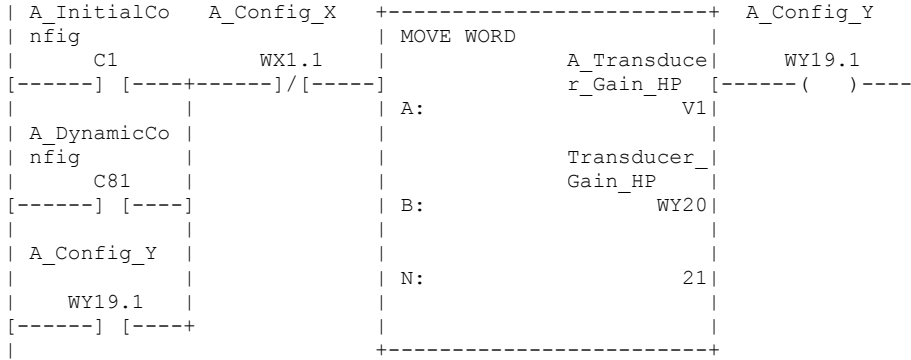 | A_InitialCo   A_Config_X   +-------------------------+  A_Config_Y
| nfig                       | MOVE WORD               |
|     C1          WX1.1      |             A_Transduce|     WY19.1
[------] [----+------]/[-----]             r_Gain_HP  [------(   )----
|             |              | A:                   V1|
| A_DynamicCo |              |                         |
| nfig        |              |             Transducer_|
|     C81     |              |             Gain_HP     |
[------] [----]              | B:                 WY20|
|             |              |                         |
| A_Config_Y  |              |                         |
|             |              | N:                   21|
|   WY19.1    |              |                         |
[------] [----+              |                         |
|                            +-------------------------+